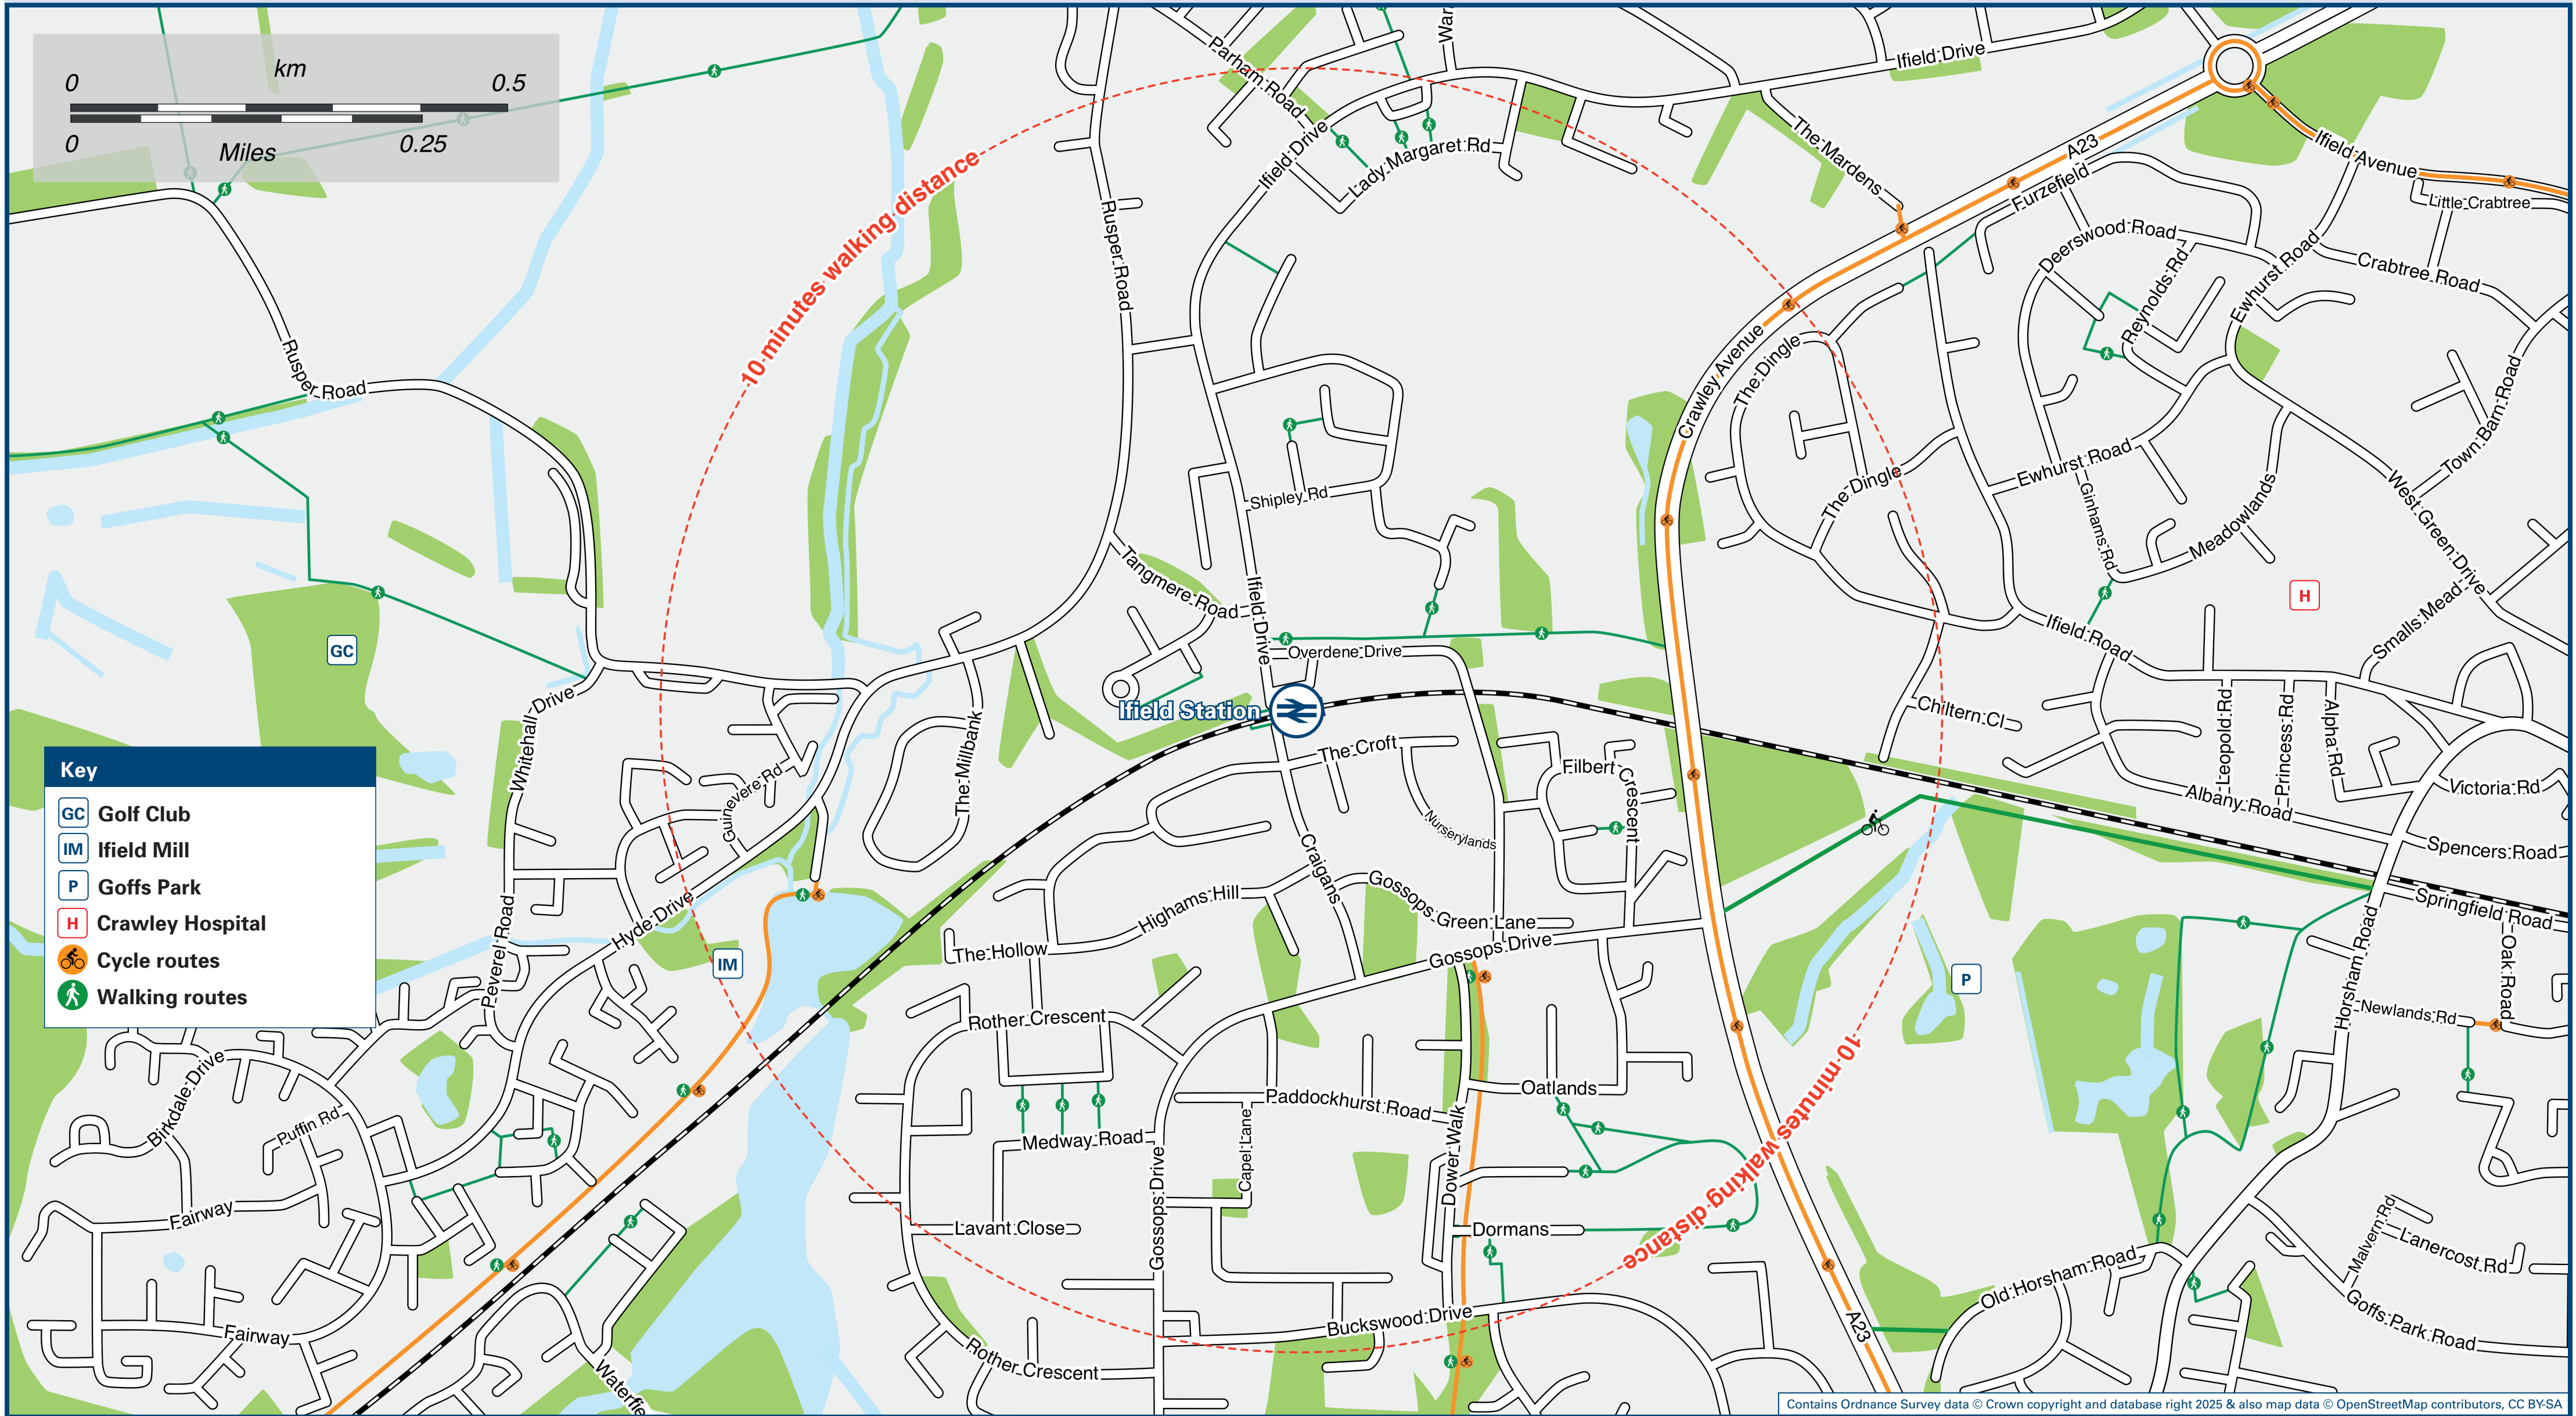 km
0 0.5
0 0.25
Miles
Key
GC Golf Club
IM Ifield Mill
P Goffs Park
H Crawley Hospital
Cycle routes
Walking routes
10 minutes walking distance
10 minutes walking distance
Ifield Station
GC
IM
P
H
Parham Road
Ifield Drive
Lady Margaret Rd
War
Ifield Drive
The Mardens
A23
Furzefield
Ifield Avenue
Little Crabtree
Deerswood Road
Reynolds Rd
Ewhurst Road
Crabtree Road
Rusper Road
Rusper Road
Crawley Avenue
The Dingle
The Dingle
Ewhurst Road
Ginhams Rd
Meadowlands
Town Barn Road
West Green Drive
Shipley Rd
Tangmere Road
Ifield Drive
Overdene Drive
Ifield Road
Smalls Mead
Chiltern Cl
Leopold Rd
Princess Rd
Alpha Rd
Albany Road
Victoria Rd
Spencers Road
Springfield Road
Whitehall Drive
Guinevere Rd
The Millbank
The Croft
Nurserylands
Filbert Crescent
Craigans
Gossops Green Lane
Highams Hill
The Hollow
Gossops Drive
Hyde Drive
Peverel Road
Horsham Road
Oak Road
Newlands Rd
Birkdale Drive
Puffin Rd
Fairway
Fairway
Rother Crescent
Medway Road
Paddockhurst Road
Capel Lane
Oatlands
Dower Walk
Dormans
Lavant Close
Gossops Drive
Buckswood Drive
Rother Crescent
Waterfie
A23
Old Horsham Road
Malvern Rd
Lanercost Rd
Goffs Park Road
Contains Ordnance Survey data © Crown copyright and database right 2025 & also map data © OpenStreetMap contributors, CC BY-SA